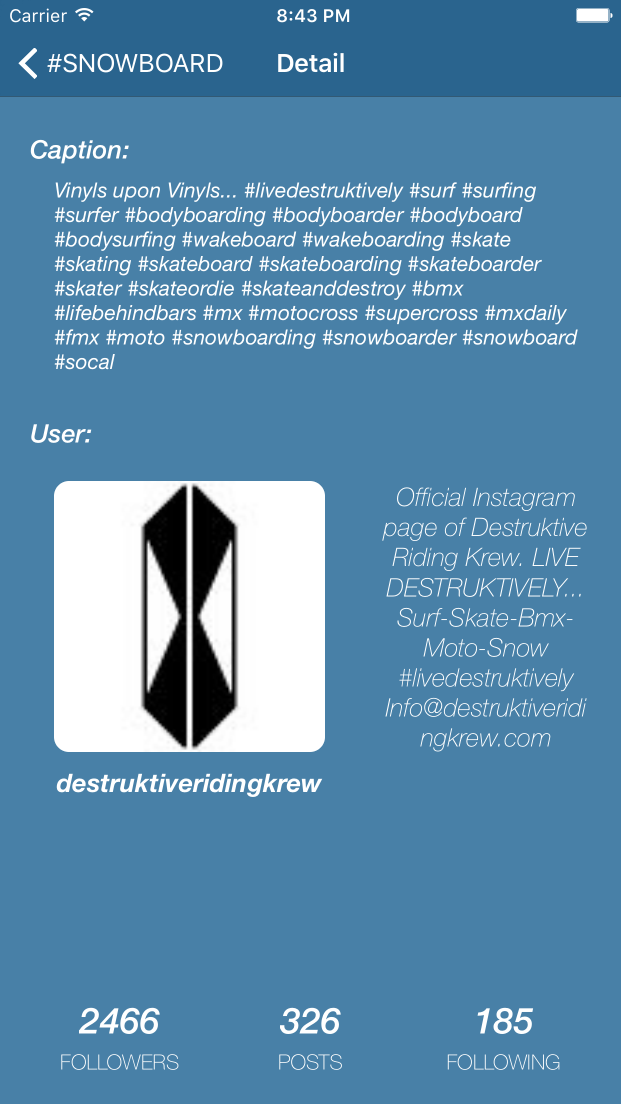 Carrier
8:43 PM
#SNOWBOARD
Detail
Caption:
Vinyls upon Vinyls... #livedestruktively #surf #surfing
#surfer #bodyboarding #bodyboarder #bodyboard
#bodysurfing #wakeboard #wakeboarding #skate
#skating #skateboard #skateboarding #skateboarder
#skater #skateordie #skateanddestroy #bmx
#lifebehindbars #mx #motocross #supercross #mxdaily
#fmx #moto #snowboarding #snowboarder #snowboard
#socal
User:
Official Instagram
page of Destruktive
Riding Krew. LIVE
DESTRUKTIVELY...
Surf-Skate-Bmx-
Moto-Snow
#livedestruktively
Info@destruktiveridi
ngkrew.com
destruktiveridingkrew
2466
FOLLOWERS
326
POSTS
185
FOLLOWING